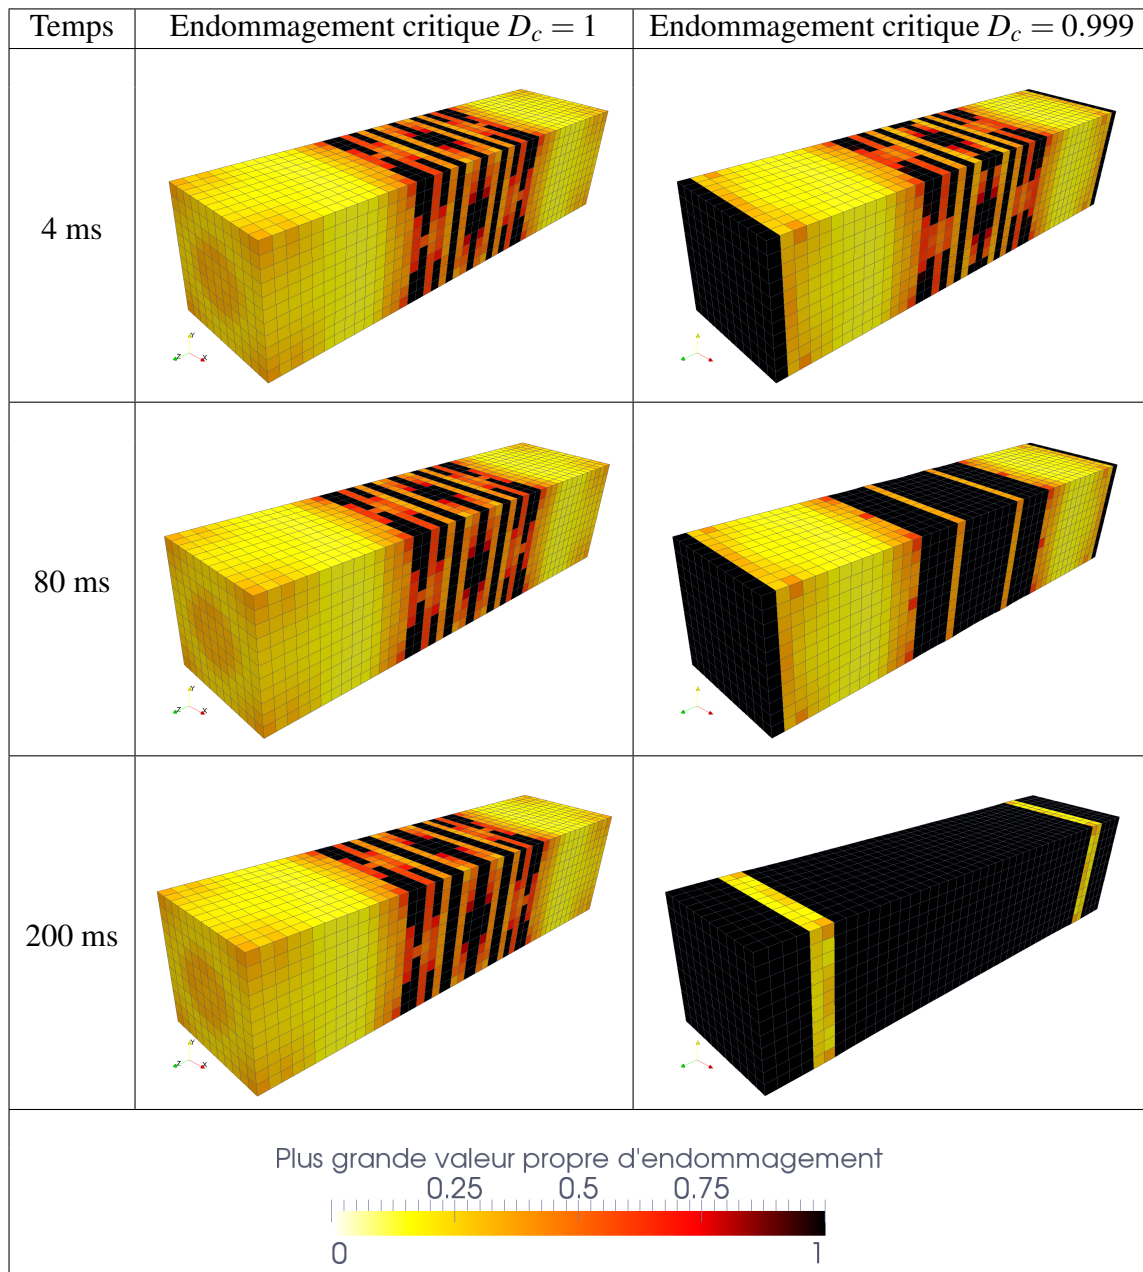 Temps
Endommagement critique D_c = 1
Endommagement critique D_c = 0.999
4 ms
Y
Z
X
80 ms
Y
Z
X
200 ms
Y
Z
X
Plus grande valeur propre d'endommagement
0.25 0.5 0.75
0 1